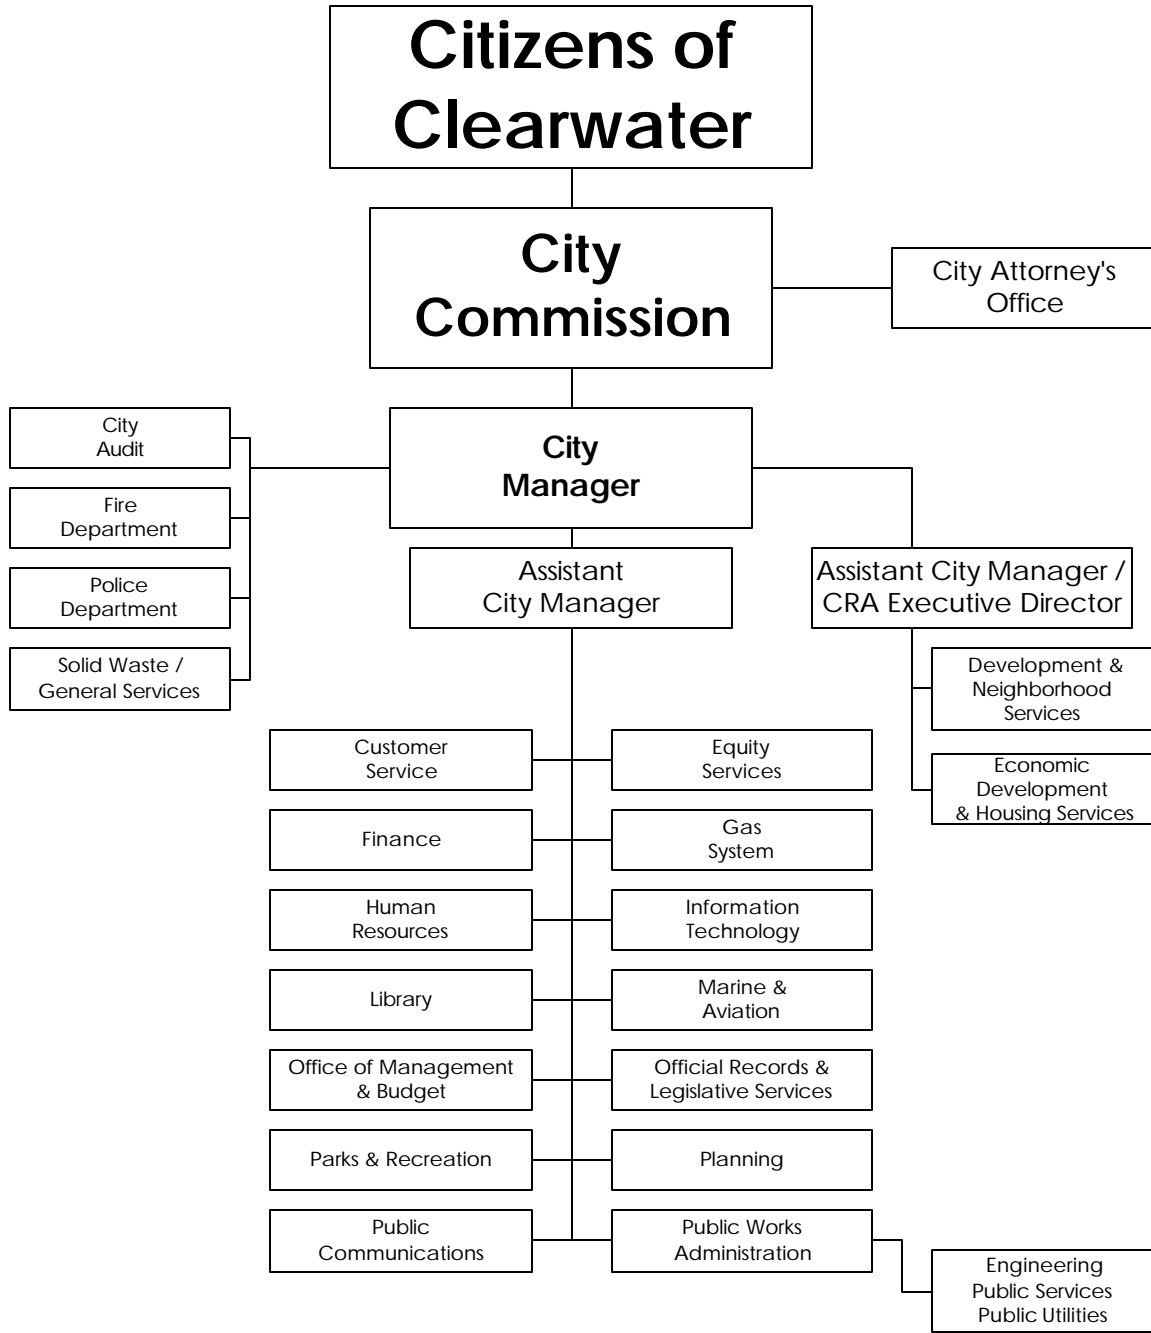 Citizens of
Clearwater
City
Commission
City Attorney's
Office
City
Manager
City
Audit
Fire
Department
Police
Department
Solid Waste /
General Services
Assistant
City Manager
Assistant City Manager /
CRA Executive Director
Development &
Neighborhood
Services
Economic
Development
& Housing Services
Customer
Service
Equity
Services
Finance
Gas
System
Human
Resources
Information
Technology
Library
Marine &
Aviation
Office of Management
& Budget
Official Records &
Legislative Services
Parks & Recreation
Planning
Public
Communications
Public Works
Administration
Engineering
Public Services
Public Utilities